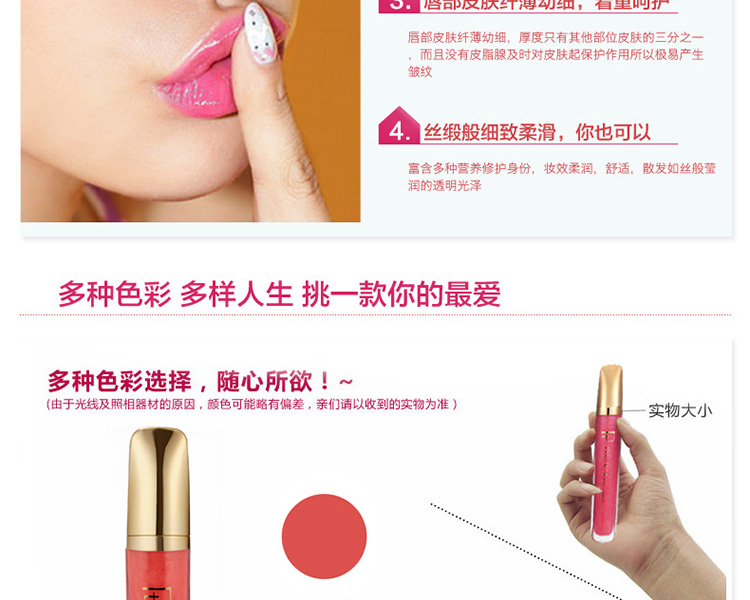 3. 唇部皮肤纤薄幼细，着重呵护
唇部皮肤纤薄幼细，厚度只有其他部位皮肤的三分之一
，而且没有皮脂腺及时对皮肤起保护作用所以极易产生
皱纹
4. 丝缎般细致柔滑，你也可以
富含多种营养修护身份，妆效柔润，舒适，散发如丝般莹
润的透明光泽
多种色彩 多样人生 挑一款你的最爱
多种色彩选择，随心所欲！~
(由于光线及照相器材的原因，颜色可能略有偏差，亲们请以收到的实物为准）
实物大小